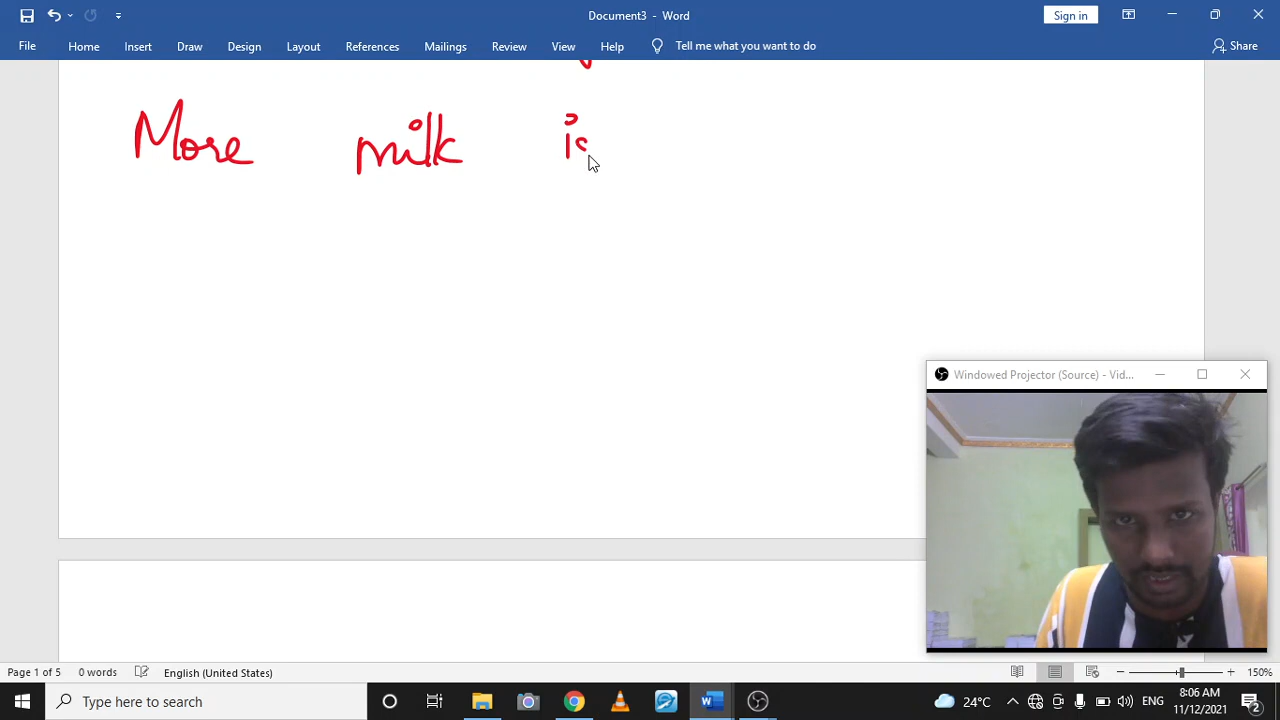 Document3 - Word
Sign in
File Home Insert Draw Design Layout References Mailings Review View Help Tell me what you want to do Share
More milk is
Windowed Projector (Source) - Vid...
Page 1 of 5 0 words English (United States) 150%
Type here to search 24°C ENG 8:06 AM 11/12/2021 2